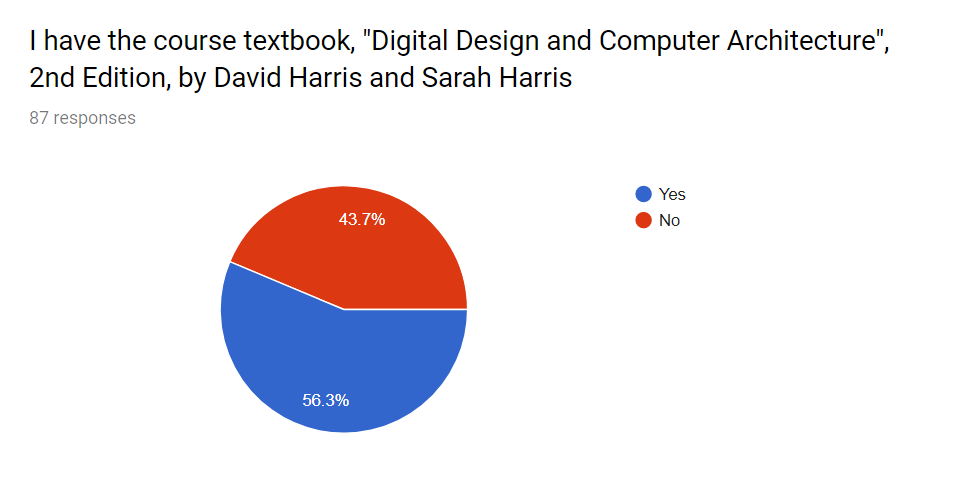 I have the course textbook, "Digital Design and Computer Architecture",
2nd Edition, by David Harris and Sarah Harris
87 responses
Yes
No
43.7%
56.3%